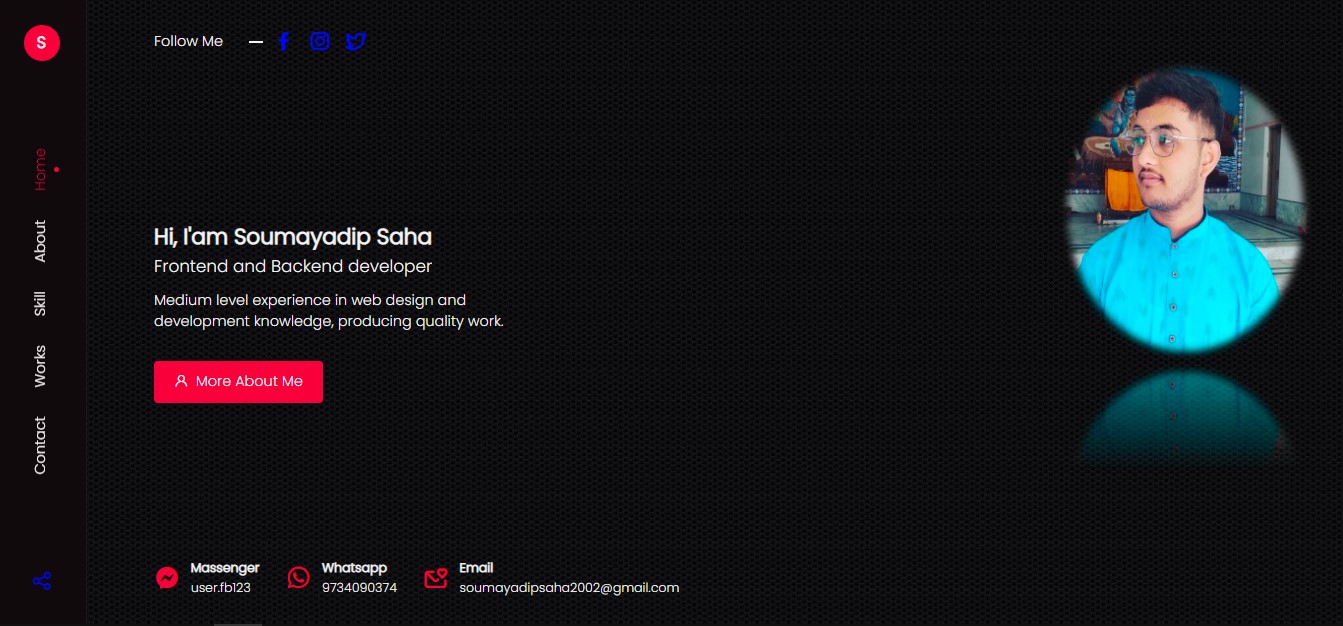 S
Follow Me
Home
About
Skill
Works
Contact
Hi, I'am Soumayadip Saha
Frontend and Backend developer
Medium level experience in web design and
development knowledge, producing quality work.
More About Me
Massenger
user.fb123
Whatsapp
9734090374
Email
soumayadipsaha2002@gmail.com